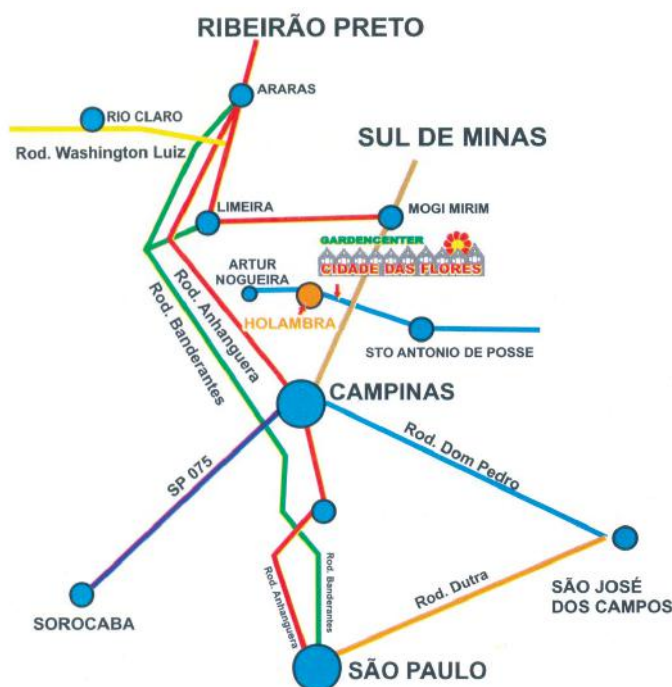 RIBEIRÃO PRETO
ARARAS
RIO CLARO
Rod. Washington Luiz
SUL DE MINAS
LIMEIRA
MOGI MIRIM
GARDENCENTER
CIDADE DAS FLORES
ARTUR
NOGUEIRA
HOLAMBRA
STO ANTONIO DE POSSE
Rod. Anhanguera
Rod. Banderantes
CAMPINAS
SP 075
Rod. Dom Pedro
Rod. Anhanguera
Rod. Banderantes
Rod. Dutra
SÃO JOSÉ
DOS CAMPOS
SOROCABA
SÃO PAULO